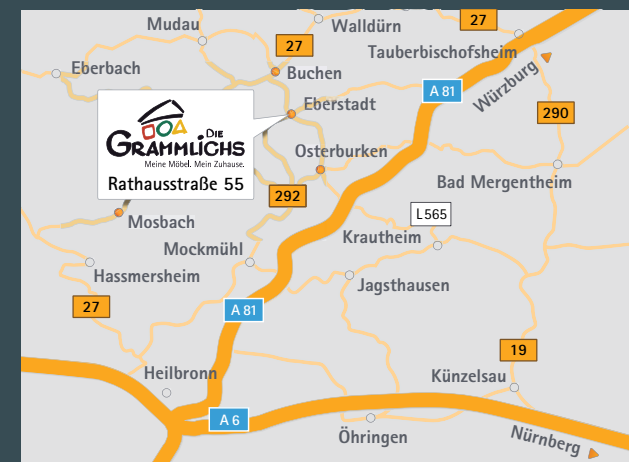 Mudau
Walldürn
27
27
Tauberbischofsheim
Eberbach
Buchen
Würzburg
A 81
Eberstadt
290
DIE
GRAMMLICHS
Meine Möbel. Mein Zuhause.
Rathausstraße 55
Osterburken
292
Bad Mergentheim
L565
Mosbach
Krautheim
Mockmühl
Hassmersheim
Jagsthausen
27
A 81
19
Heilbronn
Künzelsau
A 6
Öhringen
Nürnberg